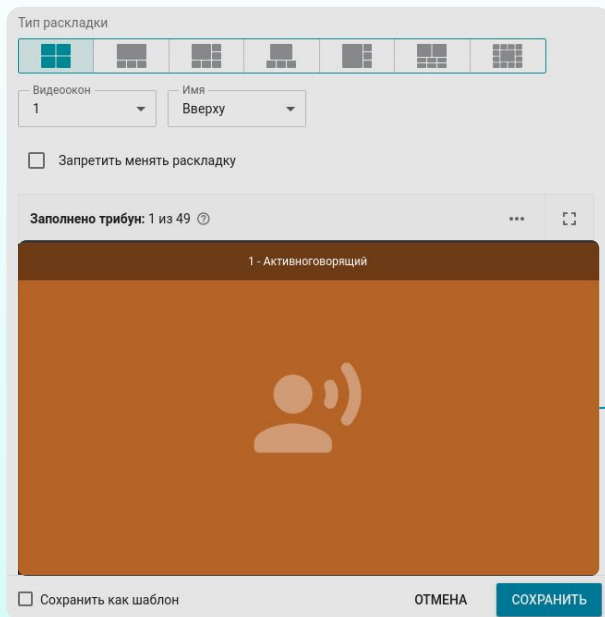 Тип раскладки
Видеоокон
Имя
1
Вверху
Запретить менять раскладку
Заполнено трибун: 1 из 49 ?
1 - Активноговорящий
Сохранить как шаблон
ОТМЕНА
СОХРАНИТЬ